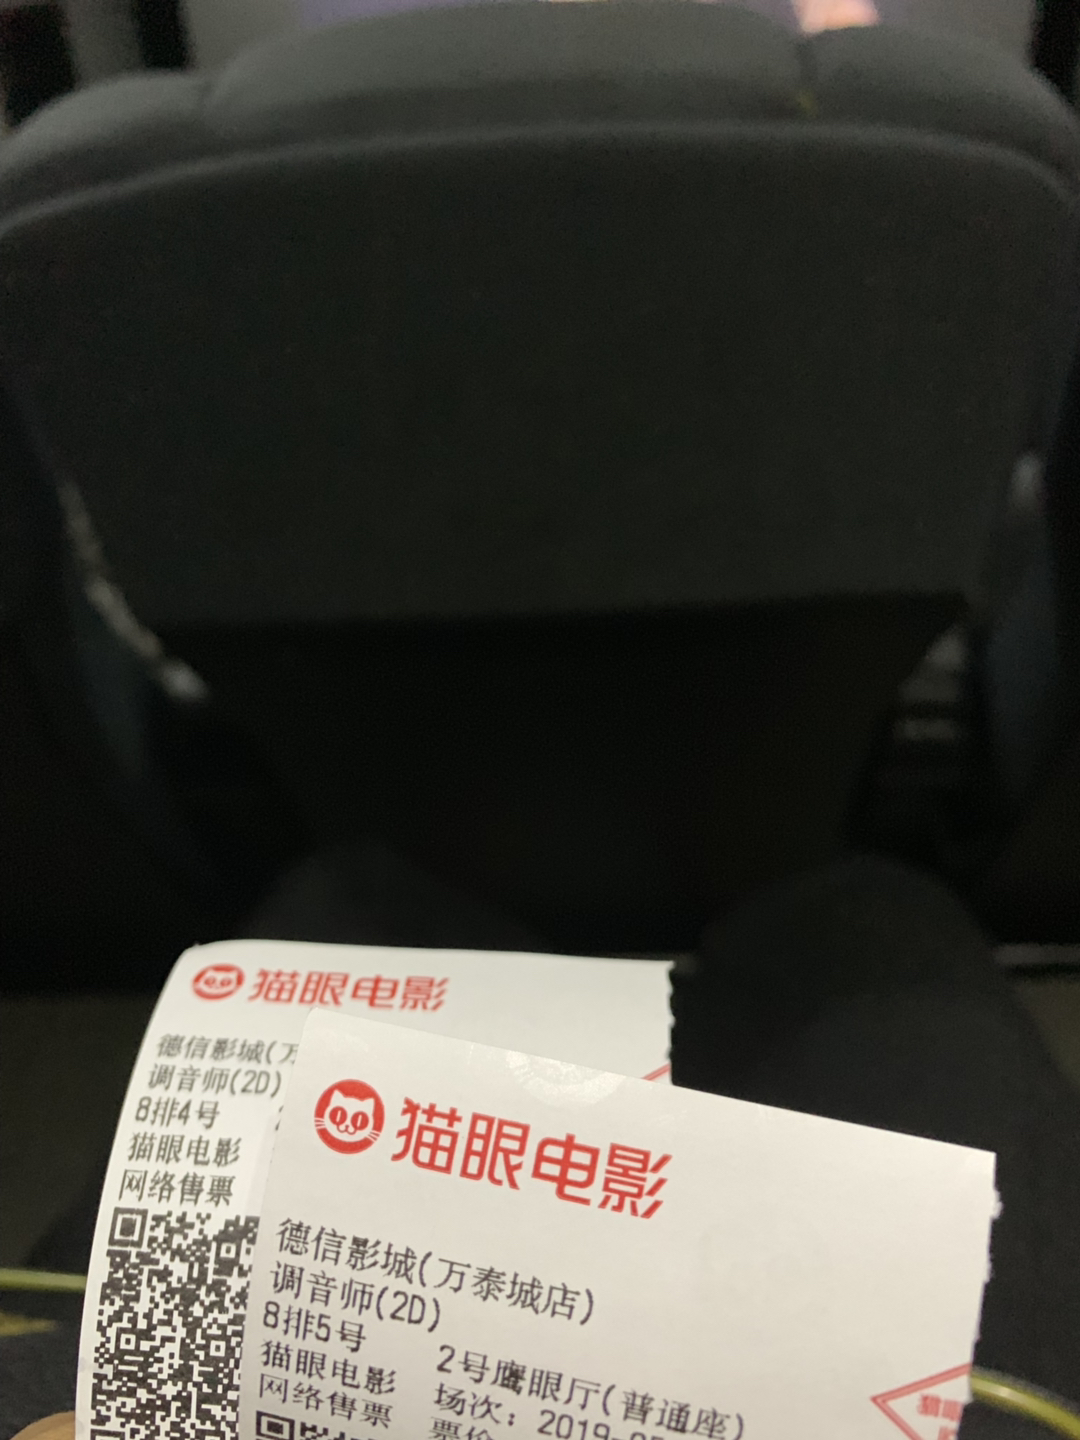 猫眼电影
德信影城(万
调音师(2D)
8排4号
猫眼电影
网络售票
猫眼电影
德信影城(万泰城店)
调音师(2D)
8排5号
2号鹰眼厅(普通座)
猫眼电影
场次: 2019-
网络售票
票价